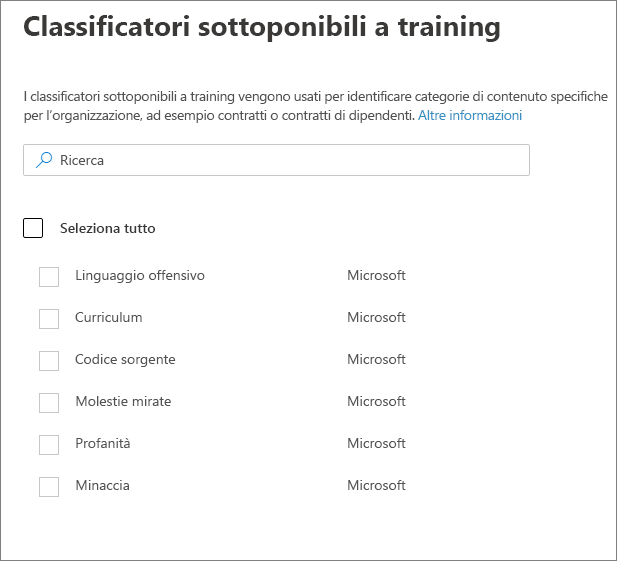 Classificatori sottoponibili a training
I classificatori sottoponibili a training vengono usati per identificare categorie di contenuto specifiche
per l'organizzazione, ad esempio contratti o contratti di dipendenti. Altre informazioni
Ricerca
Seleziona tutto
Linguaggio offensivo Microsoft
Curriculum Microsoft
Codice sorgente Microsoft
Molestie mirate Microsoft
Profanità Microsoft
Minaccia Microsoft